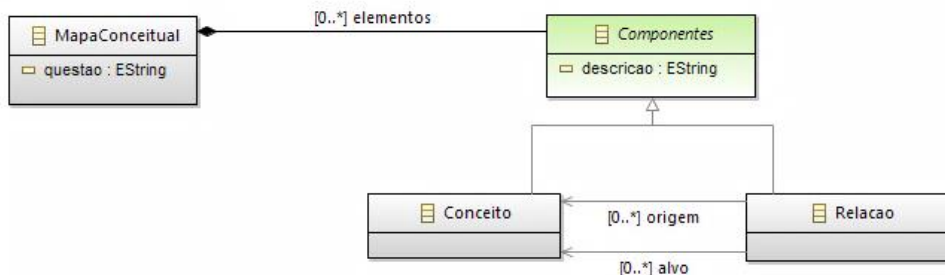 [0..*] elementos
MapaConceitual
questao : EString
Componentes
descricao : EString
Conceito
[0..*] origem
Relacao
[0..*] alvo